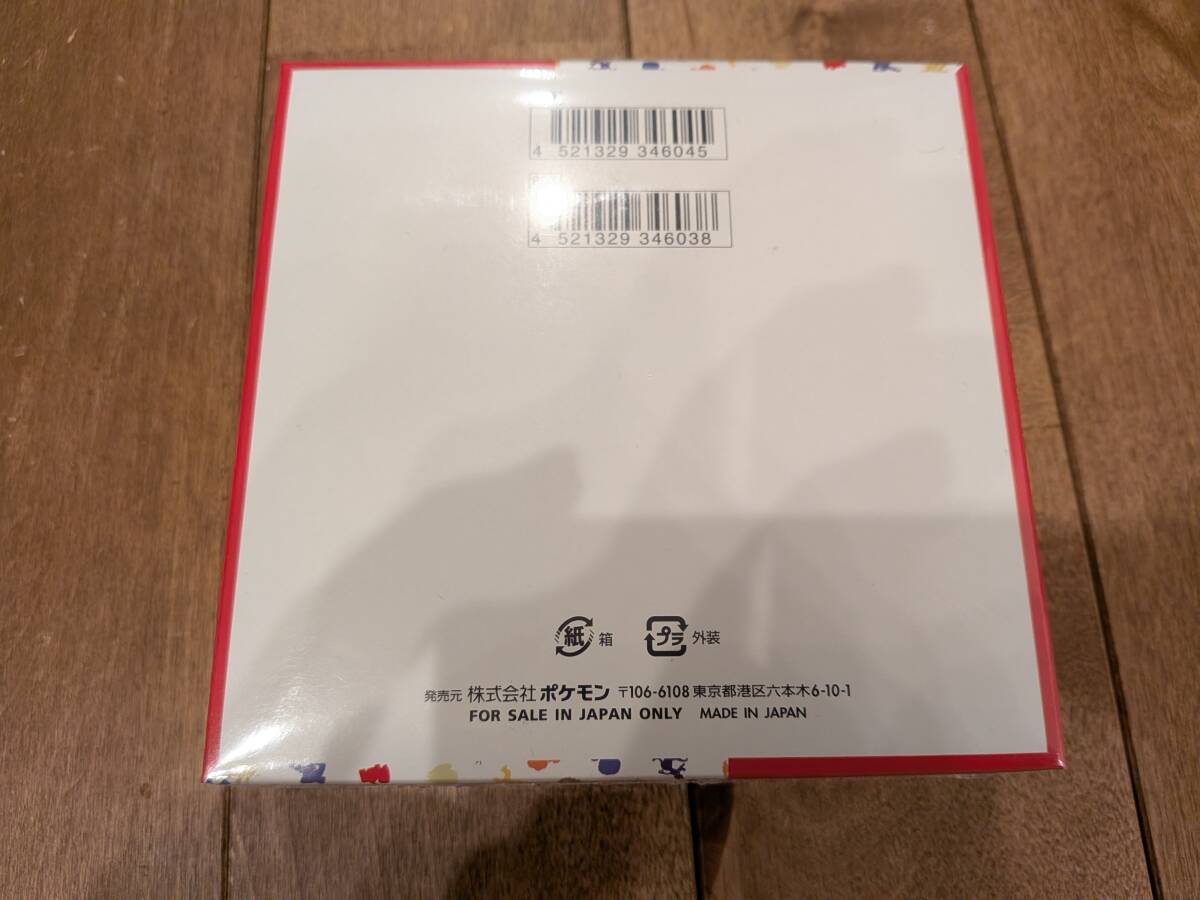 4 521329 346045
4 521329 346038
紙 箱 プラ 外装
発売元 株式会社 ポケモン 〒106-6108 東京都港区六本木6-10-1
FOR SALE IN JAPAN ONLY MADE IN JAPAN